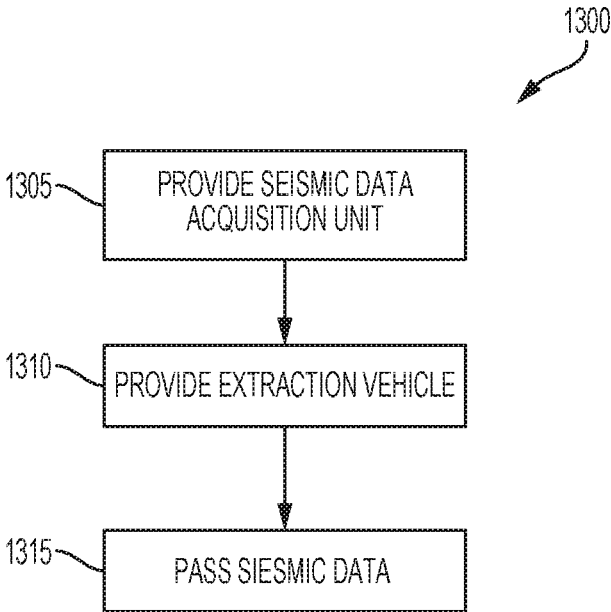 1300
1305
PROVIDE SEISMIC DATA
ACQUISITION UNIT
1310
PROVIDE EXTRACTION VEHICLE
1315
PASS SIESMIC DATA